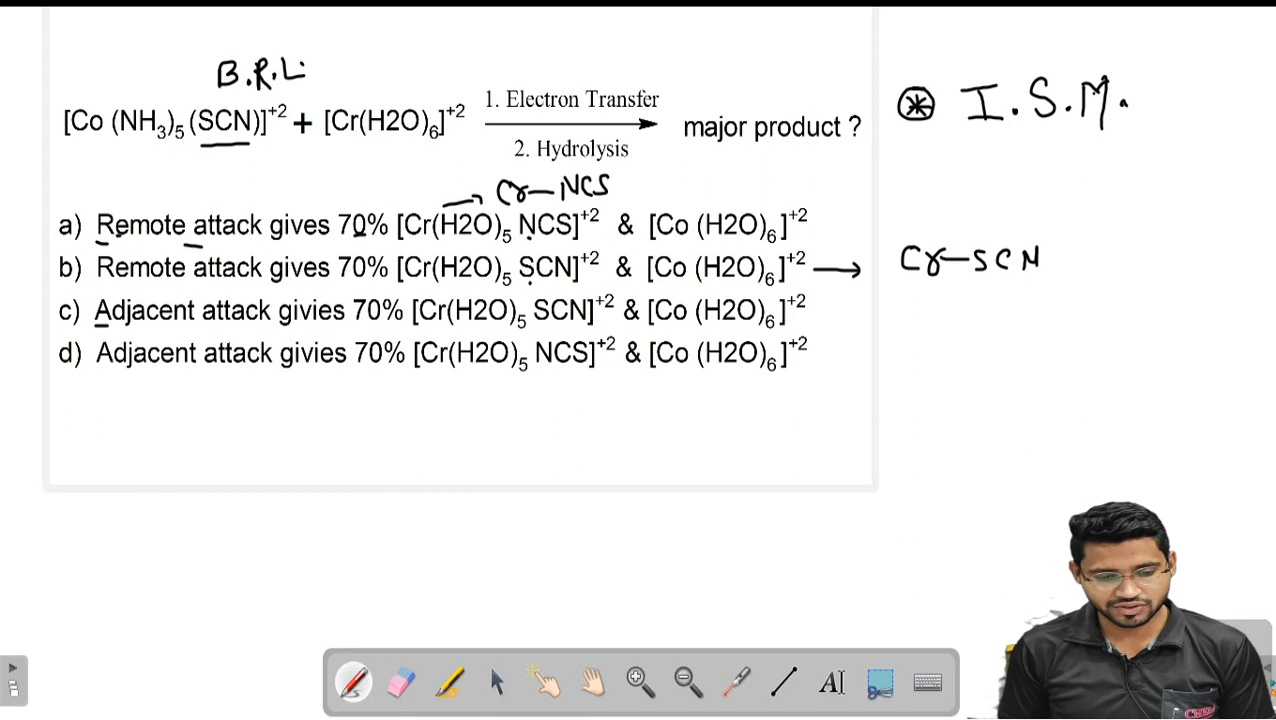 B.R.L.
[Co (NH3)5 (SCN)]+2 + [Cr(H2O)6]+2 1. Electron Transfer 2. Hydrolysis major product ?
⊛ I.S.M.
Cr—NCS
a) Remote attack gives 70% [Cr(H2O)5 NCS]+2 & [Co (H2O)6]+2
b) Remote attack gives 70% [Cr(H2O)5 SCN]+2 & [Co (H2O)6]+2 → Cr—SCN
c) Adjacent attack givies 70% [Cr(H2O)5 SCN]+2 & [Co (H2O)6]+2
d) Adjacent attack givies 70% [Cr(H2O)5 NCS]+2 & [Co (H2O)6]+2
AI